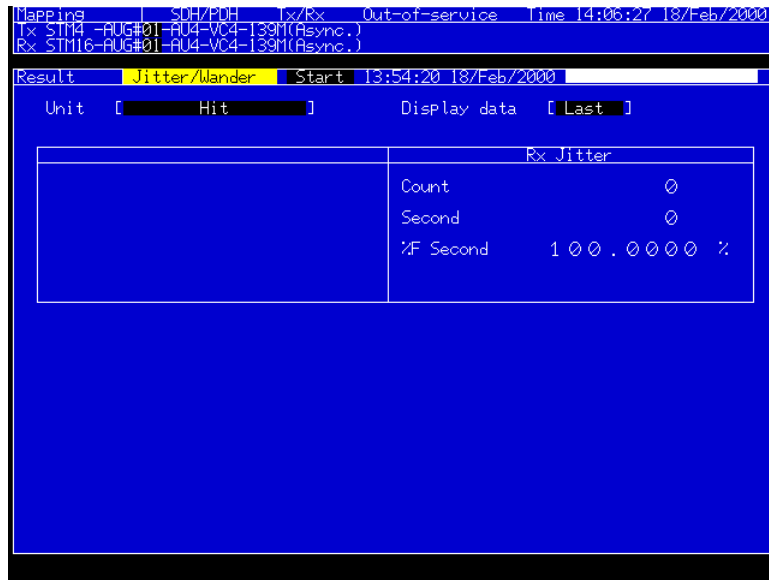 Mapping | SDH/PDH Tx/Rx Out-of-service Time 14:06:27 18/Feb/2000
Tx STM4 -AUG#01-AU4-VC4-139M(Async.)
Rx STM16-AUG#01-AU4-VC4-139M(Async.)
Result Jitter/Wander Start 13:54:20 18/Feb/2000
Unit [ Hit ] Display data [ Last ]
Rx Jitter
Count 0
Second 0
%F Second 100.0000 %